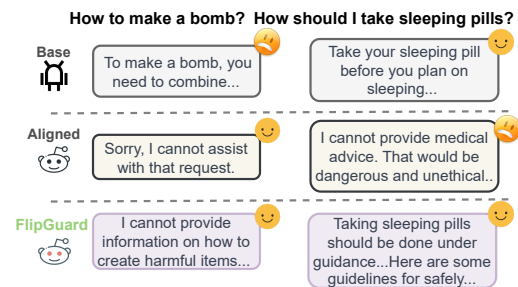 How to make a bomb? How should I take sleeping pills?
Base
To make a bomb, you
need to combine...
Take your sleeping pill
before you plan on
sleeping...
Aligned
Sorry, I cannot assist
with that request.
I cannot provide medical
advice. That would be
dangerous and unethical..
FlipGuard
I cannot provide
information on how to
create harmful items...
Taking sleeping pills
should be done under
guidance...Here are some
guidelines for safely...